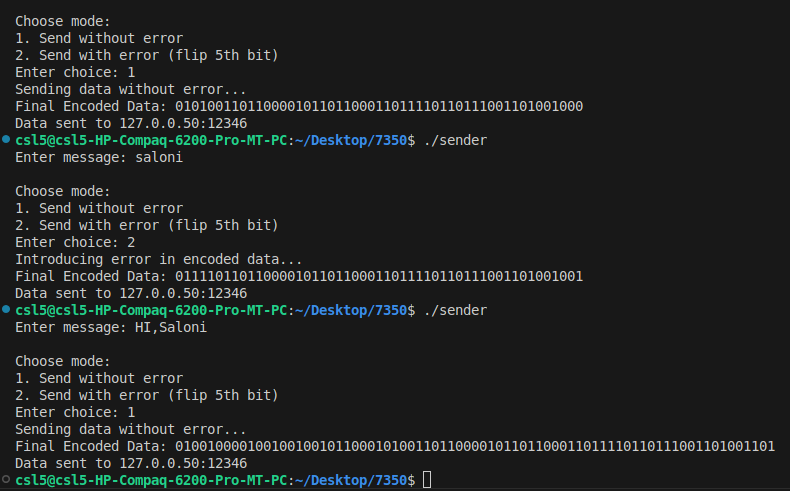 Choose mode:
1. Send without error
2. Send with error (flip 5th bit)
Enter choice: 1
Sending data without error...
Final Encoded Data: 010100110110000101101100011011110110111001101001000
Data sent to 127.0.0.50:12346
csl5@csl5-HP-Compaq-6200-Pro-MT-PC:~/Desktop/7350$ ./sender
Enter message: saloni
Choose mode:
1. Send without error
2. Send with error (flip 5th bit)
Enter choice: 2
Introducing error in encoded data...
Final Encoded Data: 011110110110000101101100011011110110111001101001001
Data sent to 127.0.0.50:12346
csl5@csl5-HP-Compaq-6200-Pro-MT-PC:~/Desktop/7350$ ./sender
Enter message: HI,Saloni
Choose mode:
1. Send without error
2. Send with error (flip 5th bit)
Enter choice: 1
Sending data without error...
Final Encoded Data: 010010000100100100101100010100110110000101101100011011110110111001101001101
Data sent to 127.0.0.50:12346
csl5@csl5-HP-Compaq-6200-Pro-MT-PC:~/Desktop/7350$